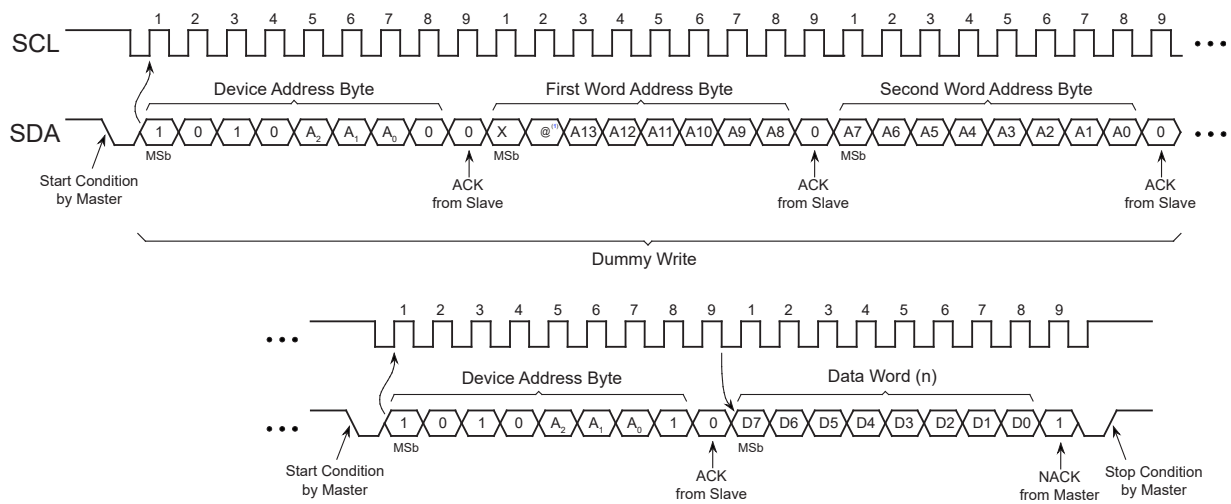 1 2 3 4 5 6 7 8 9 1 2 3 4 5 6 7 8 9 1 2 3 4 5 6 7 8 9
SCL
Device Address Byte First Word Address Byte Second Word Address Byte
SDA 1 0 1 0 A2 A1 A0 0 0 X @(1) A13 A12 A11 A10 A9 A8 0 A7 A6 A5 A4 A3 A2 A1 A0 0
MSb MSb MSb
Start Condition
by Master
ACK
from Slave
ACK
from Slave
ACK
from Slave
Dummy Write
1 2 3 4 5 6 7 8 9 1 2 3 4 5 6 7 8 9
Device Address Byte Data Word (n)
1 0 1 0 A2 A1 A0 1 0 D7 D6 D5 D4 D3 D2 D1 D0 1
MSb MSb
Start Condition
by Master
ACK
from Slave
NACK
from Master
Stop Condition
by Master